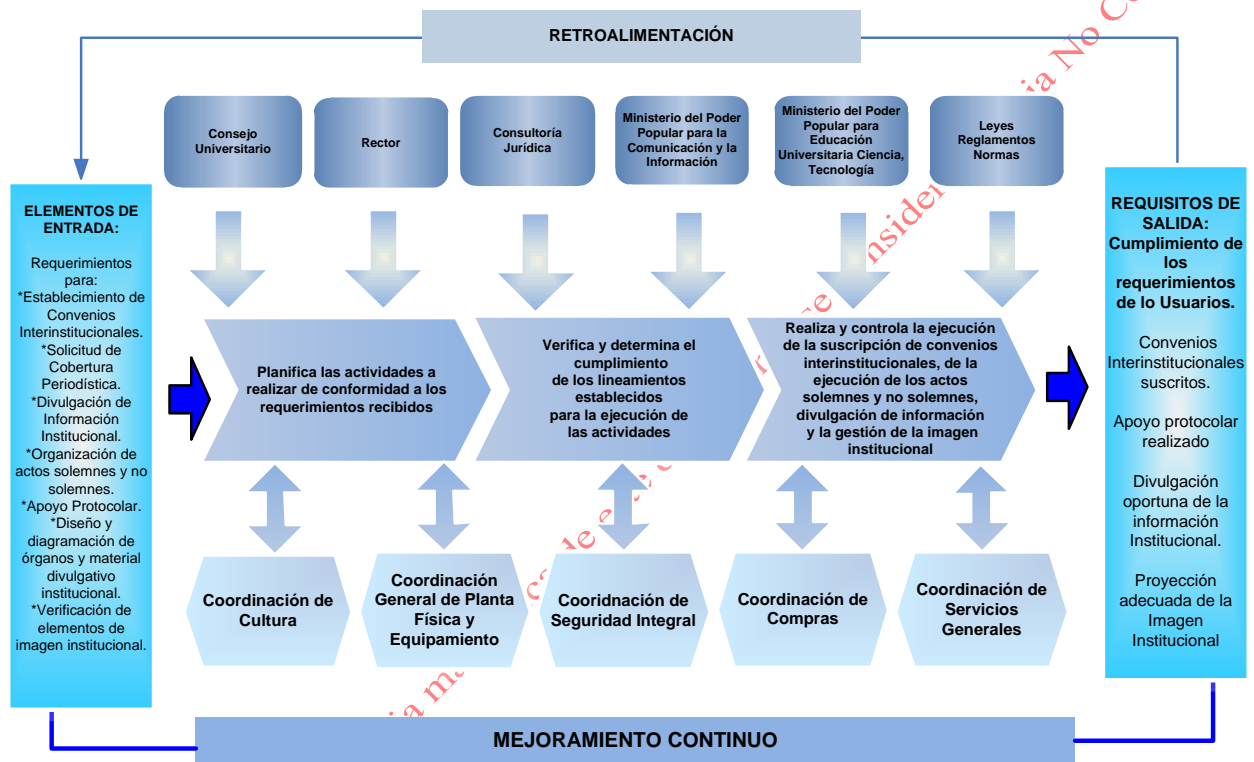 RETROALIMENTACIÓN
Consejo
Universitario
Rector
Consultoría
Jurídica
Ministerio del Poder
Popular para la
Comunicación y la
Información
Ministerio del Poder
Popular para
Educación
Universitaria Ciencia,
Tecnología
Leyes
Reglamentos
Normas
ELEMENTOS DE
ENTRADA:
Requerimientos
para:
*Establecimiento de
Convenios
Interinstitucionales.
*Solicitud de
Cobertura
Periodística.
*Divulgación de
Información
Institucional.
*Organización de
actos solemnes y no
solemnes.
*Apoyo Protocolar.
*Diseño y
diagramación de
órganos y material
divulgativo
institucional.
*Verificación de
elementos de
imagen institucional.
Planifica las actividades a
realizar de conformidad a los
requerimientos recibidos
Verifica y determina el
cumplimiento
de los lineamientos
establecidos
para la ejecución de
las actividades
Realiza y controla la ejecución
de la suscripción de convenios
interinstitucionales, de la
ejecución de los actos
solemnes y no solemnes,
divulgación de información
y la gestión de la imagen
institucional
REQUISITOS DE
SALIDA:
Cumplimiento de
los
requerimientos
de lo Usuarios.
Convenios
Interinstitucionales
suscritos.
Apoyo protocolar
realizado
Divulgación
oportuna de la
información
Institucional.
Proyección
adecuada de la
Imagen
Institucional
Coordinación de
Cultura
Coordinación
General de Planta
Física y
Equipamiento
Cooridnación de
Seguridad Integral
Coordinación de
Compras
Coordinación de
Servicios
Generales
MEJORAMIENTO CONTINUO